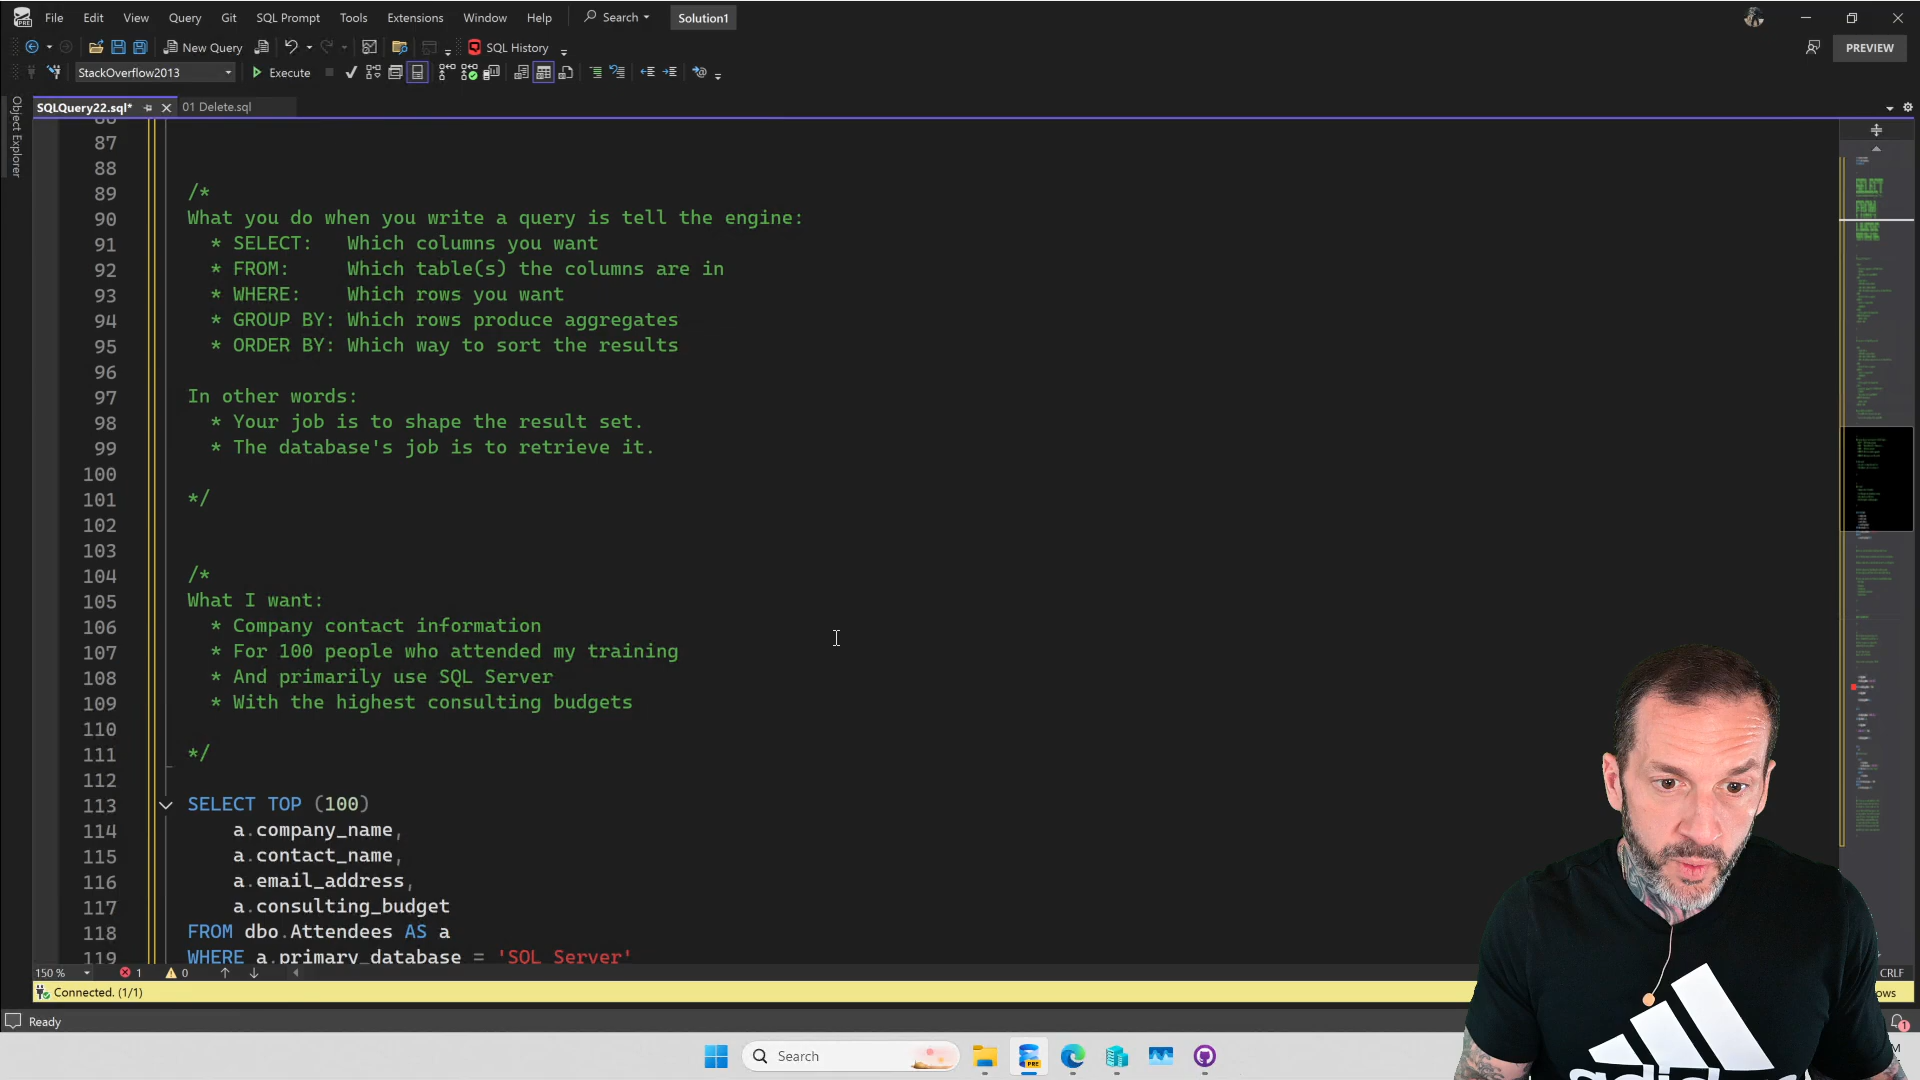 File Edit View Query Git SQL Prompt Tools Extensions Window Help Search Solution1
New Query SQL History PREVIEW
StackOverflow2013 Execute
SQLQuery22.sql* 01 Delete.sql
Object Explorer
87
88
89 /*
90 What you do when you write a query is tell the engine:
91 * SELECT: Which columns you want
92 * FROM: Which table(s) the columns are in
93 * WHERE: Which rows you want
94 * GROUP BY: Which rows produce aggregates
95 * ORDER BY: Which way to sort the results
96
97 In other words:
98 * Your job is to shape the result set.
99 * The database's job is to retrieve it.
100
101 */
102
103
104 /*
105 What I want:
106 * Company contact information
107 * For 100 people who attended my training
108 * And primarily use SQL Server
109 * With the highest consulting budgets
110
111 */
112
113 SELECT TOP (100)
114 a.company_name,
115 a.contact_name,
116 a.email_address,
117 a.consulting_budget
118 FROM dbo.Attendees AS a
119 WHERE a.primary_database = 'SQL Server'
150 % 1 0 CRLF
Connected. (1/1)
Ready
Search
adidas